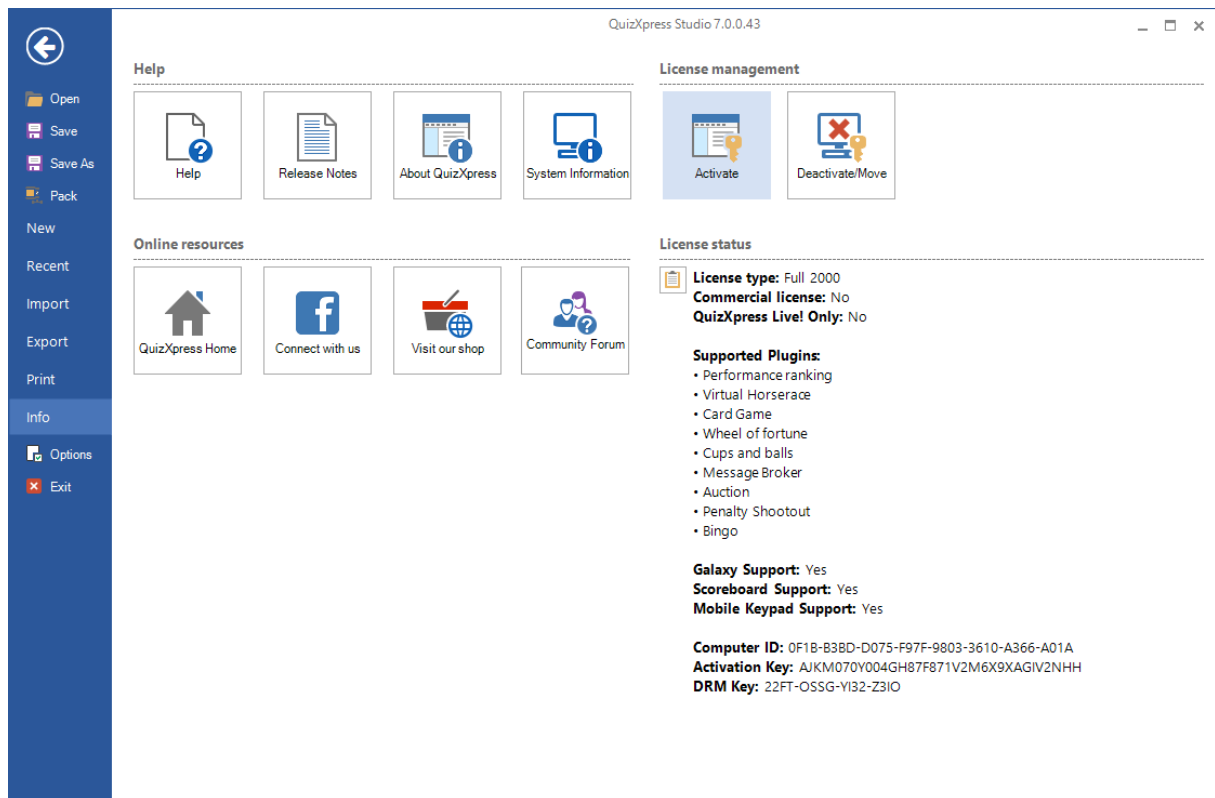 QuizXpress Studio 7.0.0.43
Open
Save
Save As
Pack
New
Recent
Import
Export
Print
Info
Options
Exit
Help
Help
Release Notes
About QuizXpress
System Information
Online resources
QuizXpress Home
Connect with us
Visit our shop
Community Forum
License management
Activate
Deactivate/Move
License status
License type: Full 2000
Commercial license: No
QuizXpress Live! Only: No
Supported Plugins:
• Performance ranking
• Virtual Horserace
• Card Game
• Wheel of fortune
• Cups and balls
• Message Broker
• Auction
• Penalty Shootout
• Bingo
Galaxy Support: Yes
Scoreboard Support: Yes
Mobile Keypad Support: Yes
Computer ID: 0F1B-B3BD-D075-F97F-9803-3610-A366-A01A
Activation Key: AJKM070Y004GH87F871V2M6X9XAGIV2NHH
DRM Key: 22FT-OSSG-YI32-Z3IO